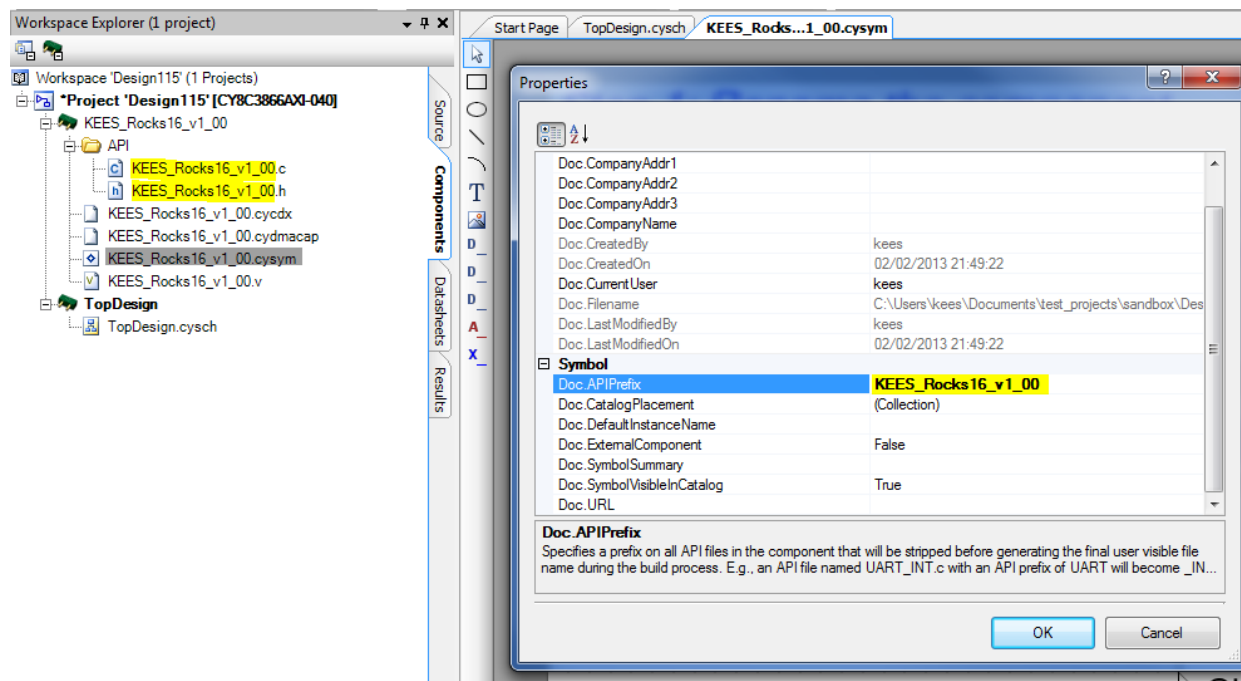 Workspace Explorer (1 project)
Workspace 'Design115' (1 Projects)
*Project 'Design115' [CY8C3866AXI-040]
KEES_Rocks16_v1_00
API
KEES_Rocks16_v1_00.c
KEES_Rocks16_v1_00.h
KEES_Rocks16_v1_00.cycdx
KEES_Rocks16_v1_00.cydmacap
KEES_Rocks16_v1_00.cysym
KEES_Rocks16_v1_00.v
TopDesign
TopDesign.cysch
Source
Components
Datasheets
Results
Start Page
TopDesign.cysch
KEES_Rocks...1_00.cysym
Properties
Doc.CompanyAddr1
Doc.CompanyAddr2
Doc.CompanyAddr3
Doc.CompanyName
Doc.CreatedBy kees
Doc.CreatedOn 02/02/2013 21:49:22
Doc.CurrentUser kees
Doc.Filename C:\Users\kees\Documents\test_projects\sandbox\Des
Doc.LastModifiedBy kees
Doc.LastModifiedOn 02/02/2013 21:49:22
Symbol
Doc.APIPrefix KEES_Rocks16_v1_00
Doc.CatalogPlacement (Collection)
Doc.DefaultInstanceName
Doc.ExternalComponent False
Doc.SymbolSummary
Doc.SymbolVisibleInCatalog True
Doc.URL
Doc.APIPrefix
Specifies a prefix on all API files in the component that will be stripped before generating the final user visible file
name during the build process. E.g., an API file named UART_INT.c with an API prefix of UART will become _IN...
OK
Cancel